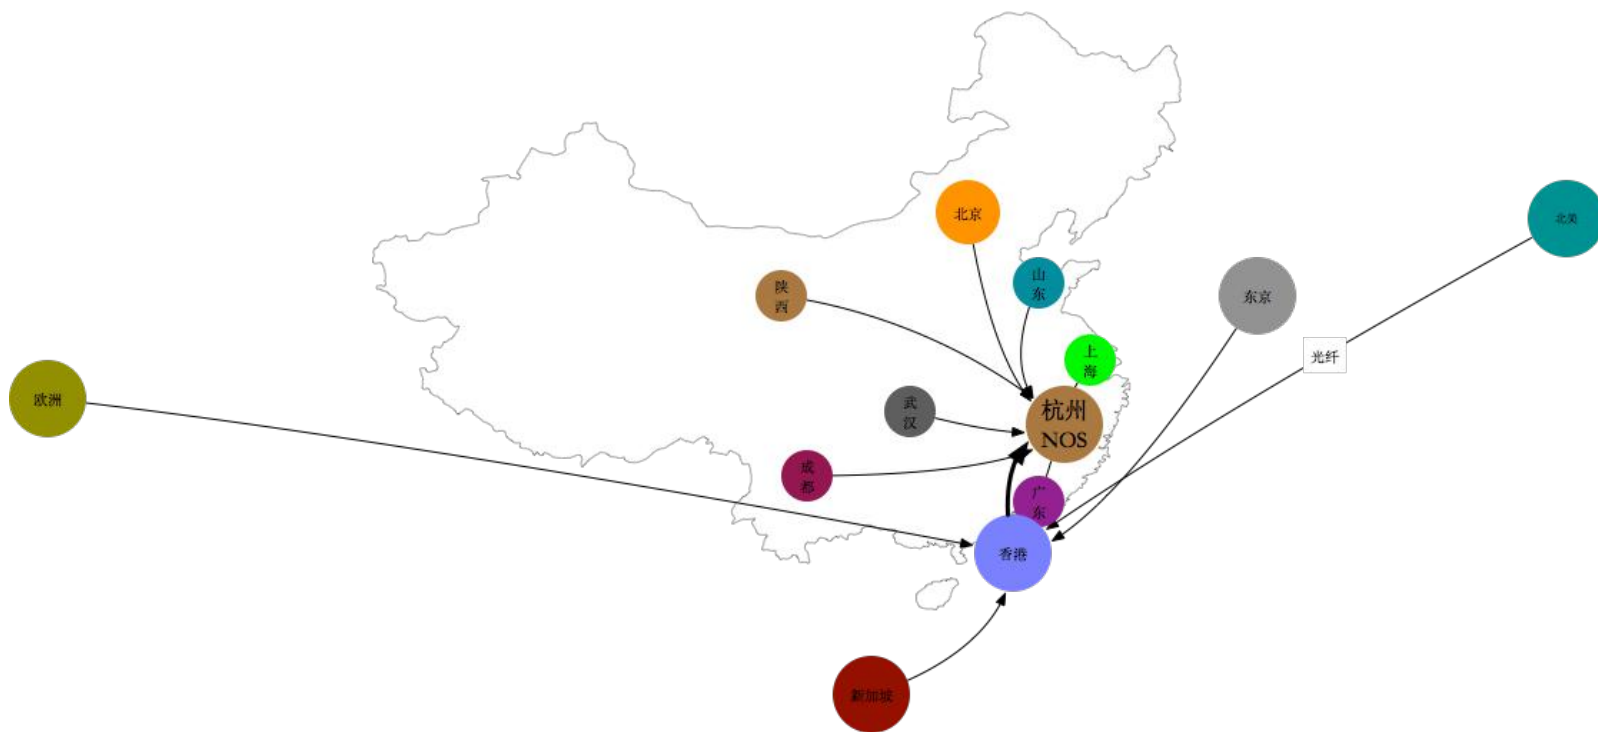 北京
北美
山
东
陕
西
东京
上
海
光纤
欧洲
武
汉
杭州
NOS
成
都
广
东
香港
新加坡